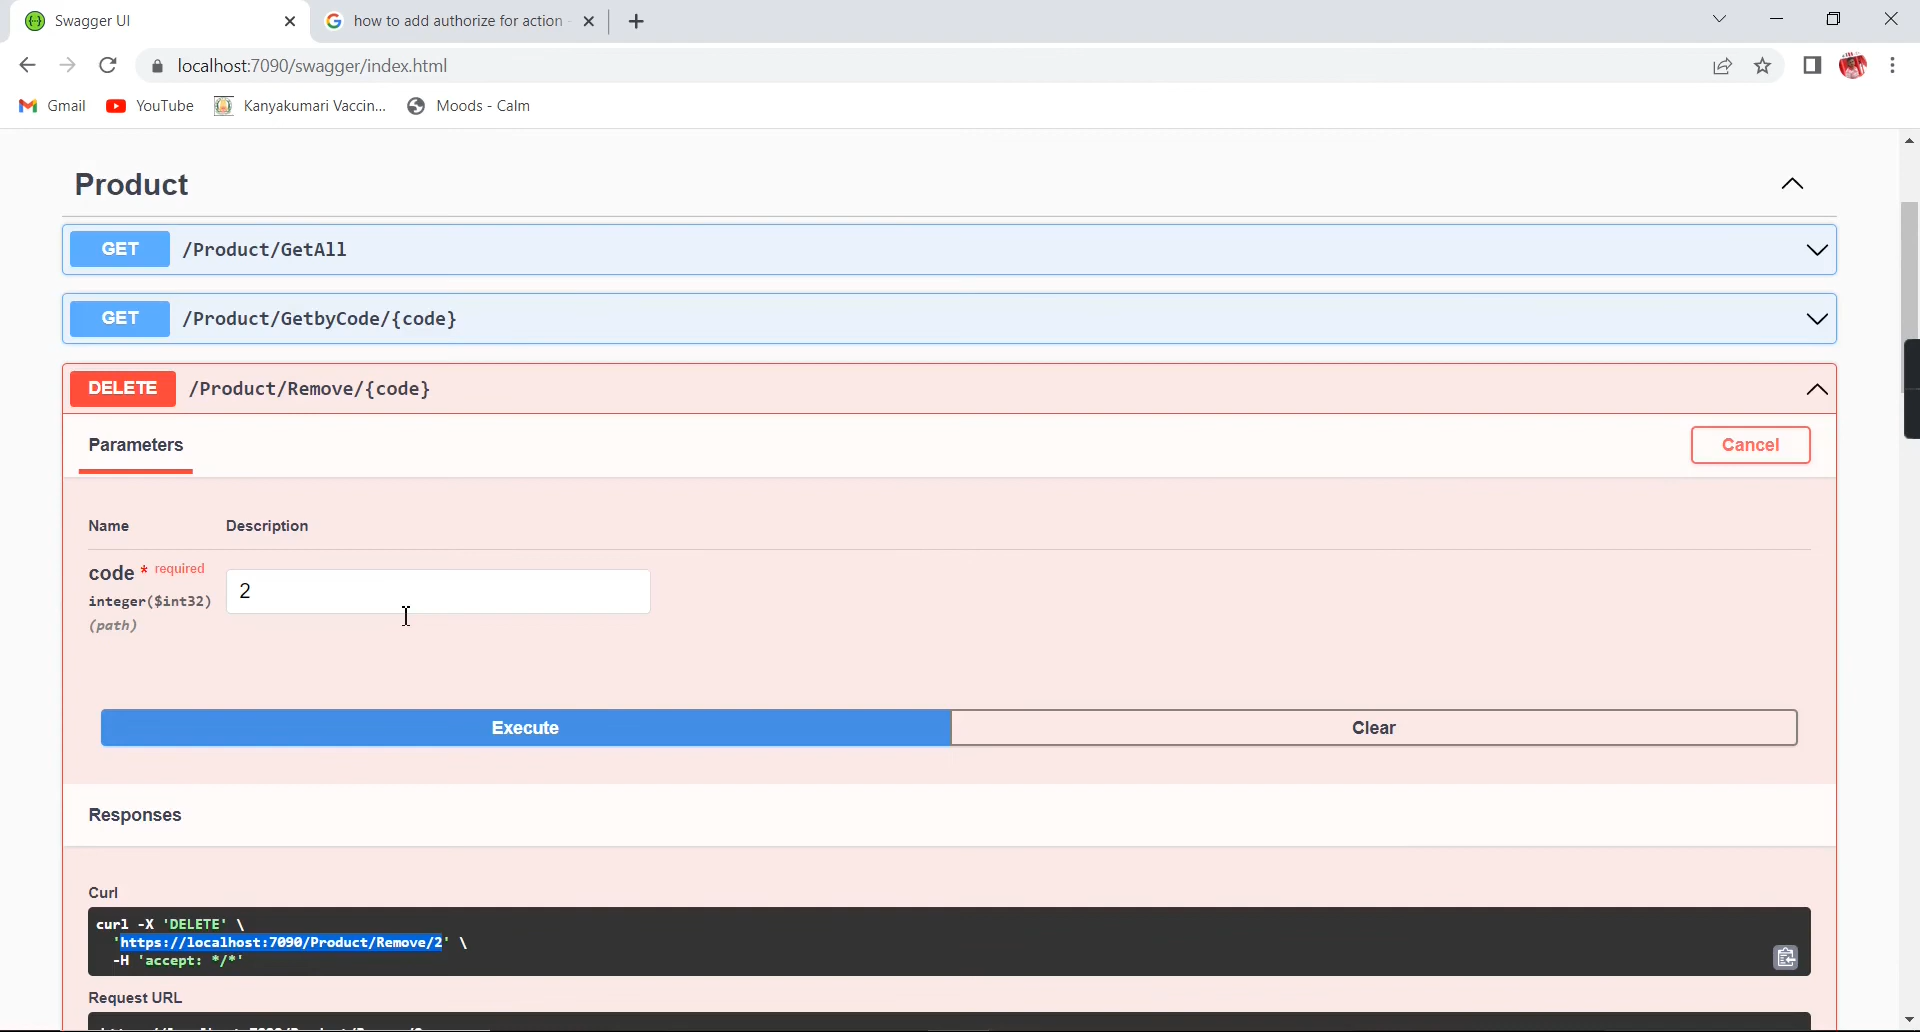 Swagger UI
how to add authorize for action
localhost:7090/swagger/index.html
Gmail
YouTube
Kanyakumari Vaccin...
Moods - Calm
Product
GET /Product/GetAll
GET /Product/GetbyCode/{code}
DELETE /Product/Remove/{code}
Parameters
Cancel
Name Description
code * required
integer($int32)
(path)
2
Execute
Clear
Responses
Curl
curl -X 'DELETE' \
'https://localhost:7090/Product/Remove/2' \
-H 'accept: */*'
Request URL